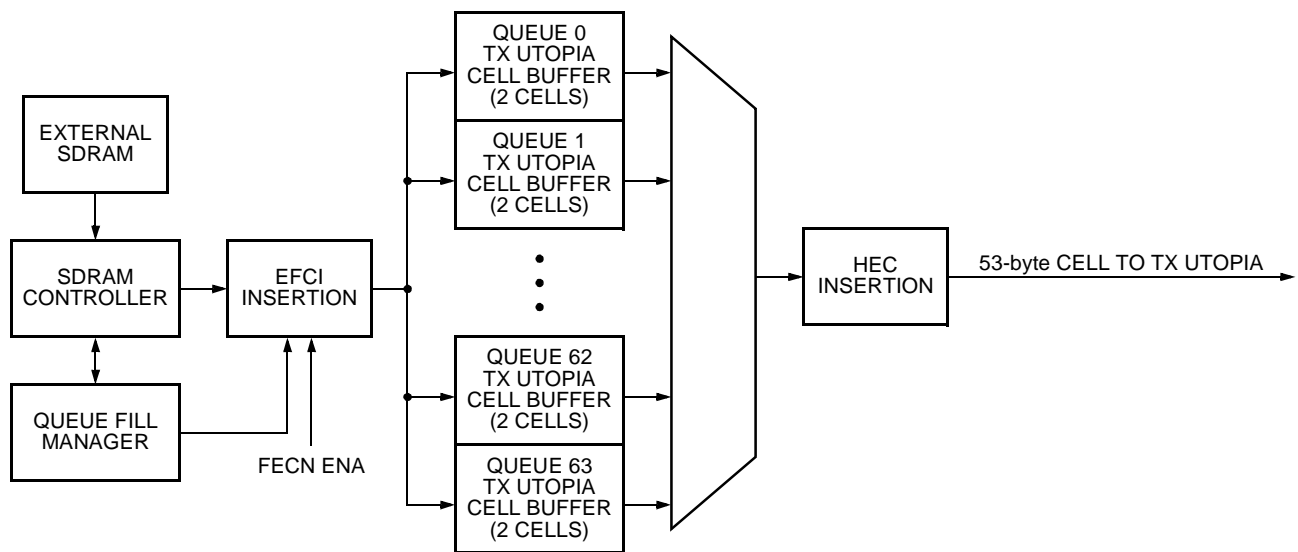 QUEUE 0
TX UTOPIA
CELL BUFFER
(2 CELLS)
EXTERNAL
SDRAM
QUEUE 1
TX UTOPIA
CELL BUFFER
(2 CELLS)
SDRAM
CONTROLLER
EFCI
INSERTION
HEC
INSERTION
53-byte CELL TO TX UTOPIA
QUEUE FILL
MANAGER
FECN ENA
QUEUE 62
TX UTOPIA
CELL BUFFER
(2 CELLS)
QUEUE 63
TX UTOPIA
CELL BUFFER
(2 CELLS)